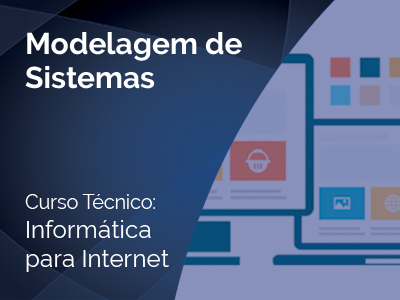 Modelagem de
Sistemas
Curso Técnico:
Informática
para Internet